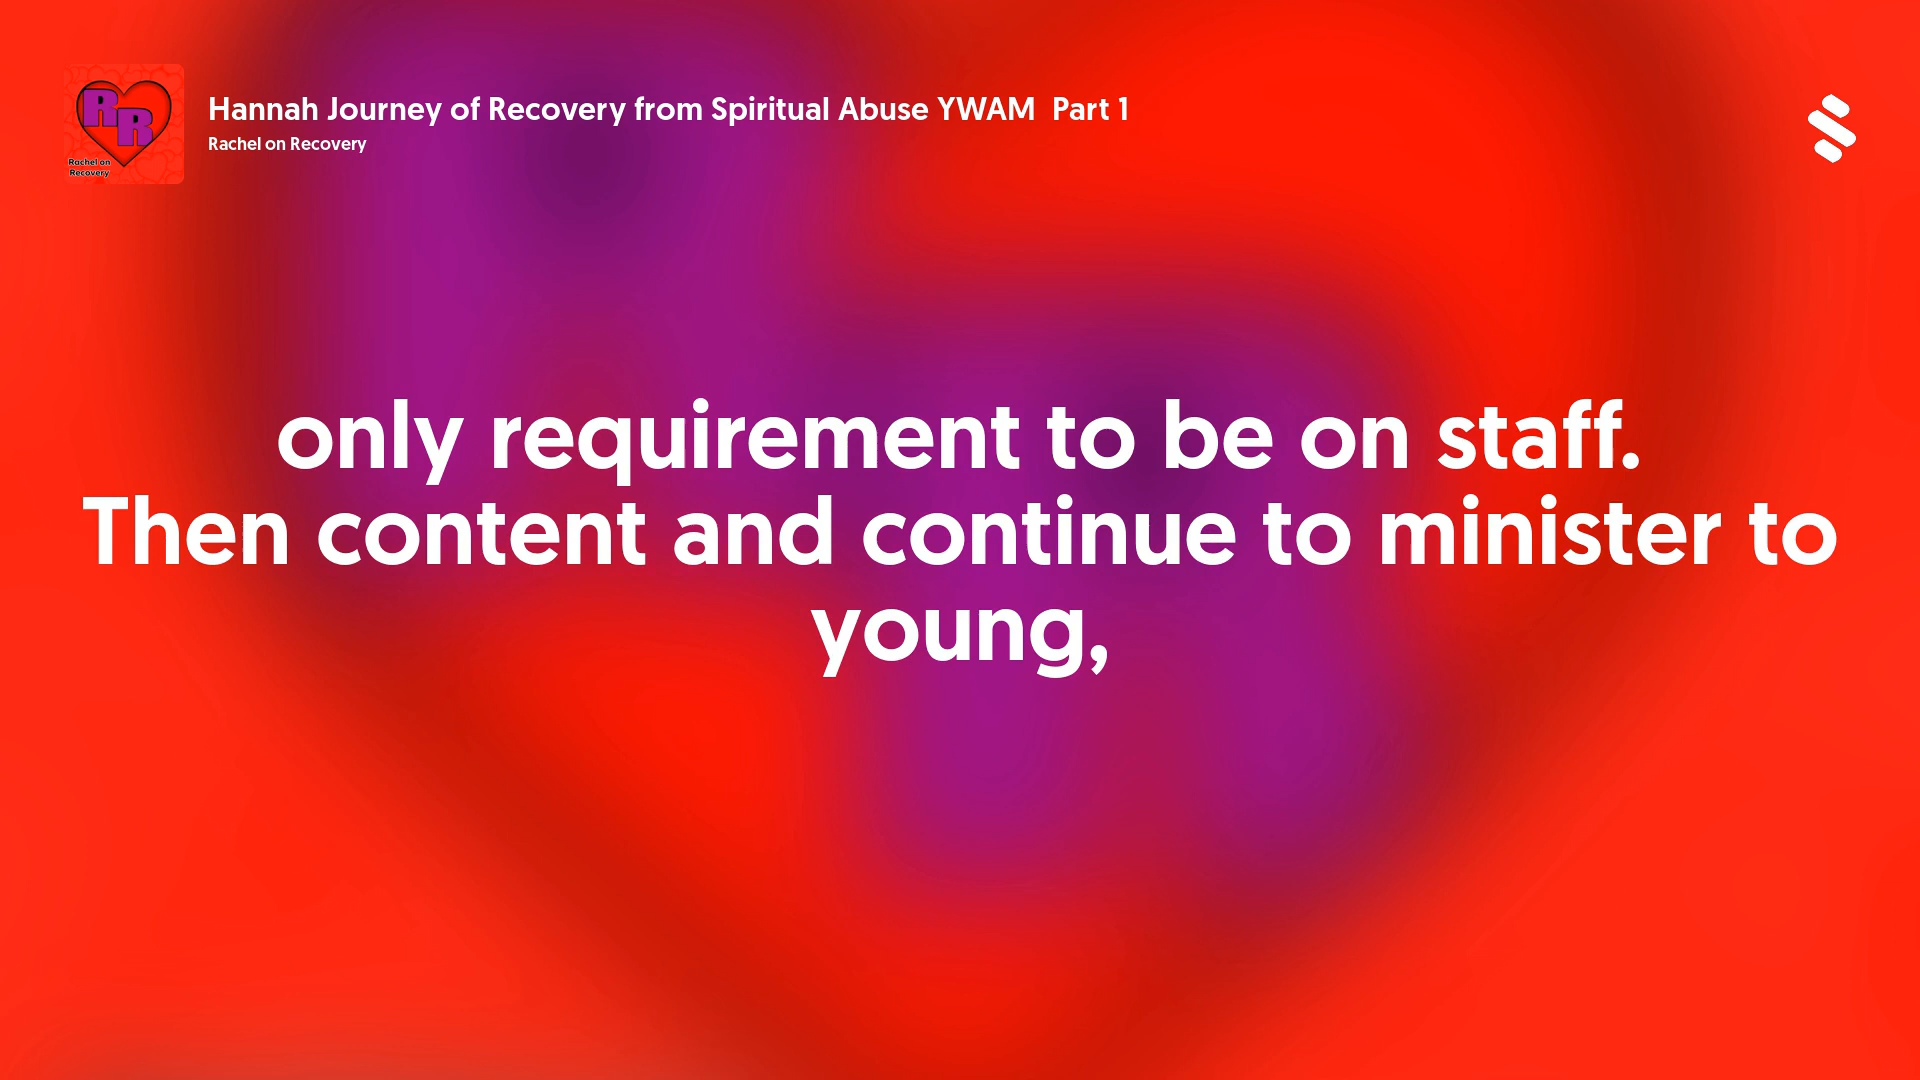 R
R
Rachel on
Recovery
Hannah Journey of Recovery from Spiritual Abuse YWAM  Part 1
Rachel on Recovery
only requirement to be on staff.
Then content and continue to minister to
young,